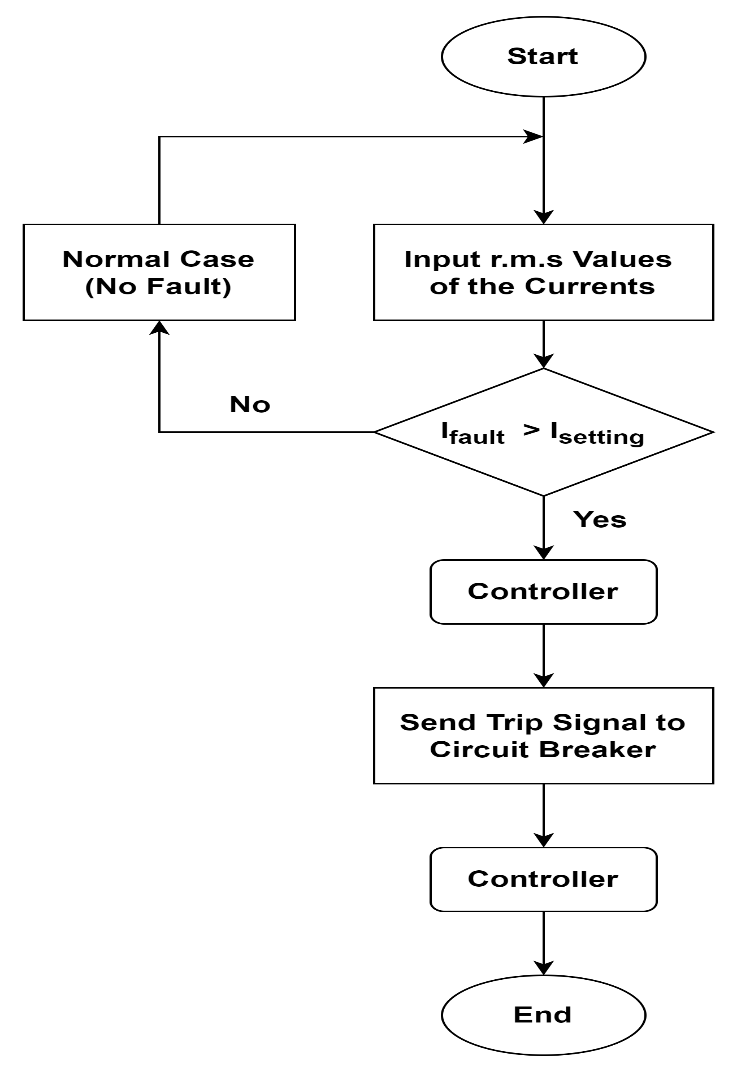 Start
Normal Case
(No Fault)
Input r.m.s Values
of the Currents
No
Ifault > Isetting
Yes
Controller
Send Trip Signal to
Circuit Breaker
Controller
End